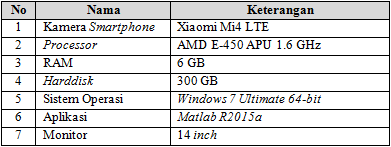 No Nama Keterangan
1 Kamera Smartphone Xiaomi Mi4 LTE
2 Processor AMD E-450 APU 1.6 GHz
3 RAM 6 GB
4 Harddisk 300 GB
5 Sistem Operasi Windows 7 Ultimate 64-bit
6 Aplikasi Matlab R2015a
7 Monitor 14 inch